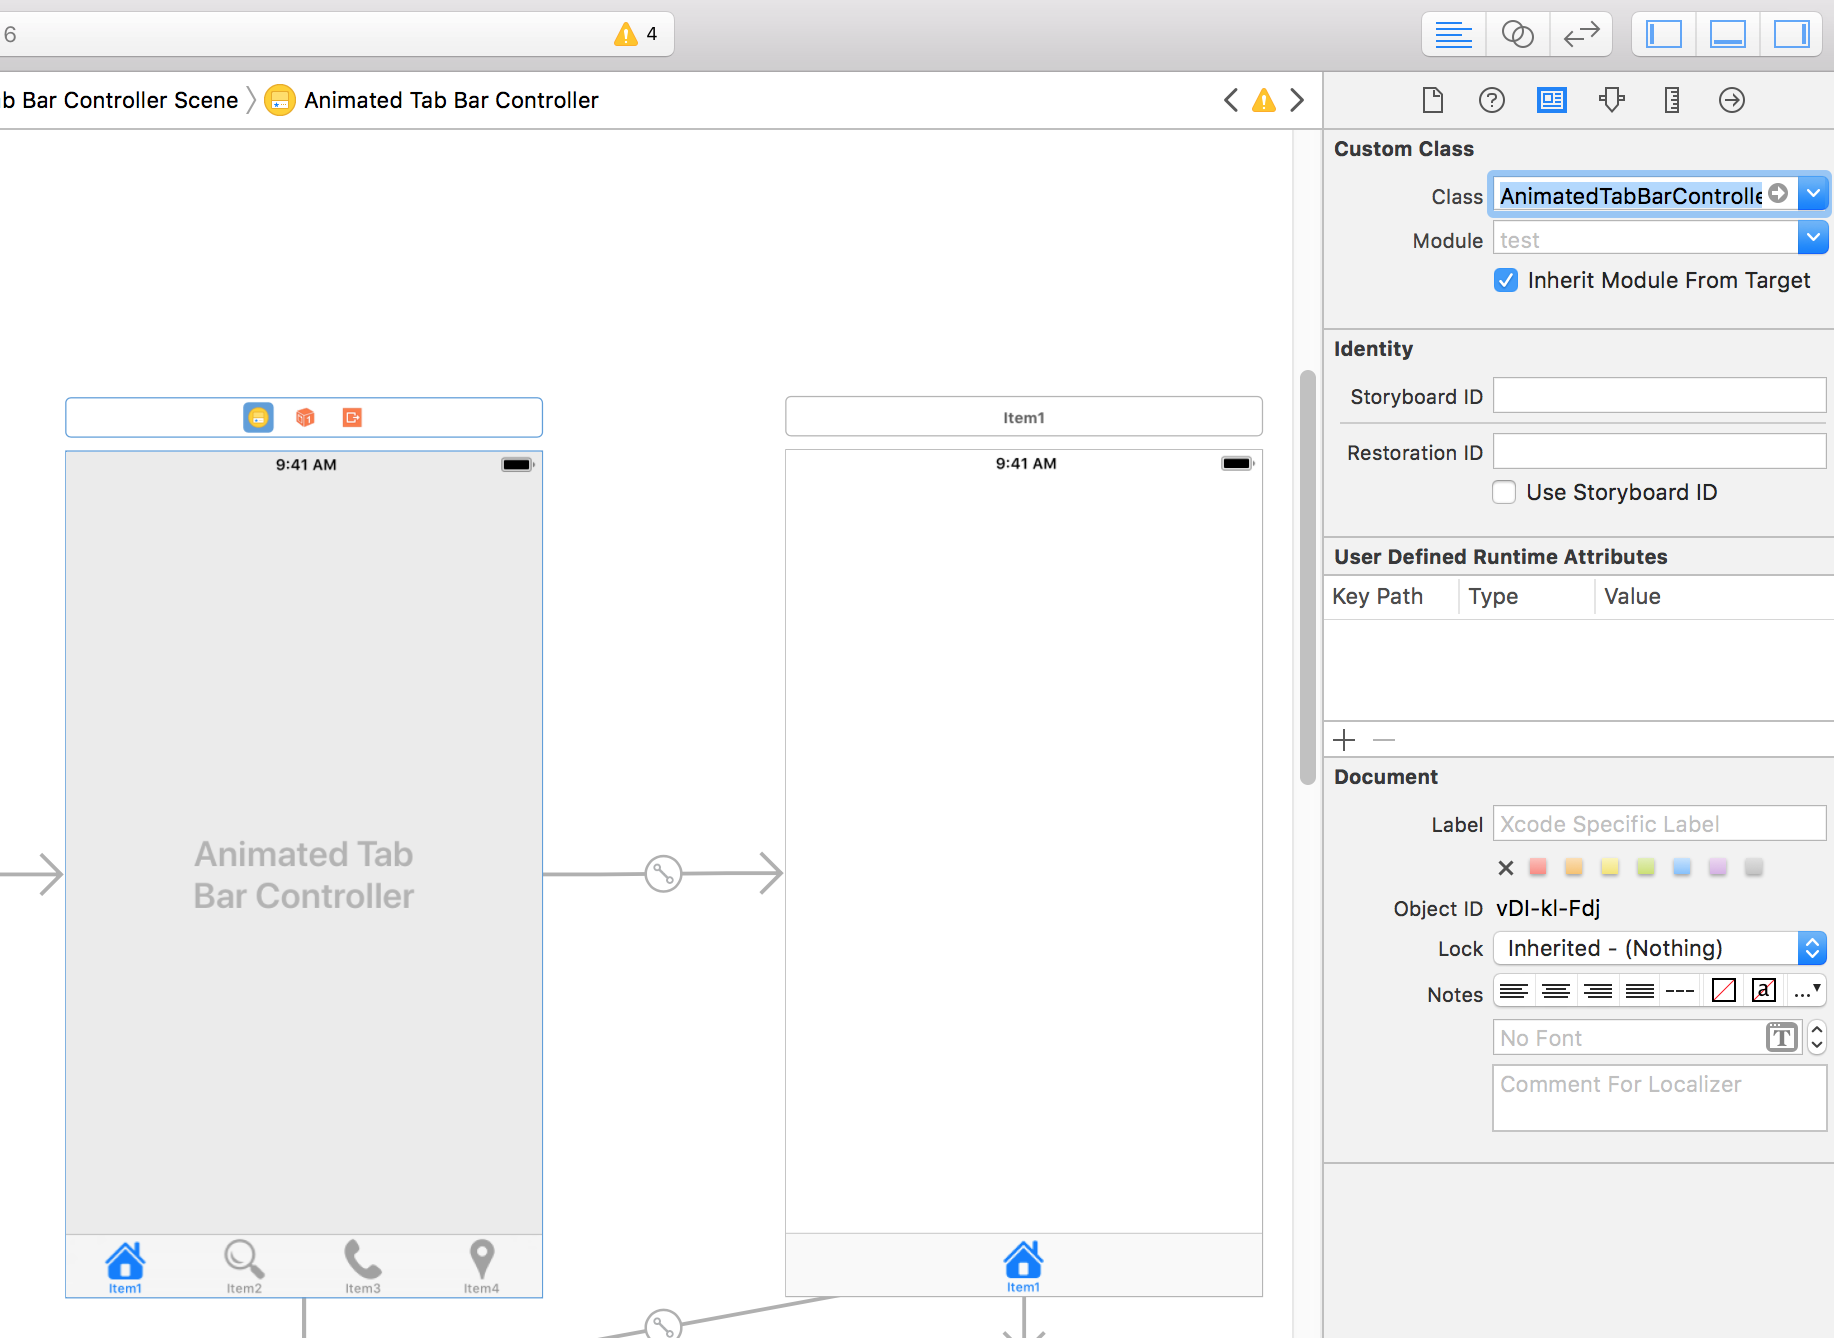 6
4
b Bar Controller Scene
Animated Tab Bar Controller
Custom Class
Class AnimatedTabBarControlle
Module test
Inherit Module From Target
Identity
Storyboard ID
Restoration ID
Use Storyboard ID
User Defined Runtime Attributes
Key Path Type Value
Document
Label Xcode Specific Label
Object ID vDI-kl-Fdj
Lock Inherited - (Nothing)
Notes
a
...
No Font
T
Comment For Localizer
9:41 AM
Animated Tab
Bar Controller
Item1 Item2 Item3 Item4
Item1
9:41 AM
Item1